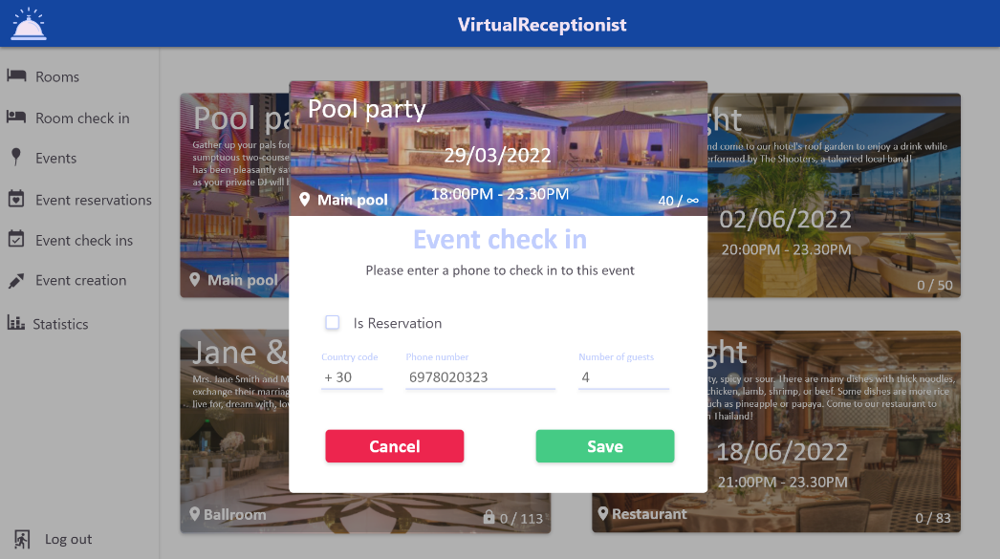 VirtualReceptionist
Rooms
Room check in
Events
Event reservations
Event check ins
Event creation
Statistics
Log out
Pool pa
Gather up your pals for
sumptuous two-course
has been pleasantly sa
as your private DJ will
Main pool
ght
nd come to our hotel's roof garden to enjoy a drink while
erformed by The Shooters, a talented local band!
02/06/2022
20:00PM - 23.30PM
0 / 50
Jane &
Mrs. Jane Smith and M
exchange their marria
live for, dream with, lo
Ballroom
0 / 113
ght
ty, spicy or sour. There are many dishes with thick noodles,
chicken, lamb, shrimp, or beef. Some dishes are more rice
uch as pineapple or papaya. Come to our restaurant to
n Thailand!
18/06/2022
21:00PM - 23.30PM
Restaurant
0 / 83
Pool party
29/03/2022
18:00PM - 23.30PM
Main pool
40 / ∞
Event check in
Please enter a phone to check in to this event
Is Reservation
Country code
Phone number
Number of guests
+ 30
6978020323
4
Cancel
Save